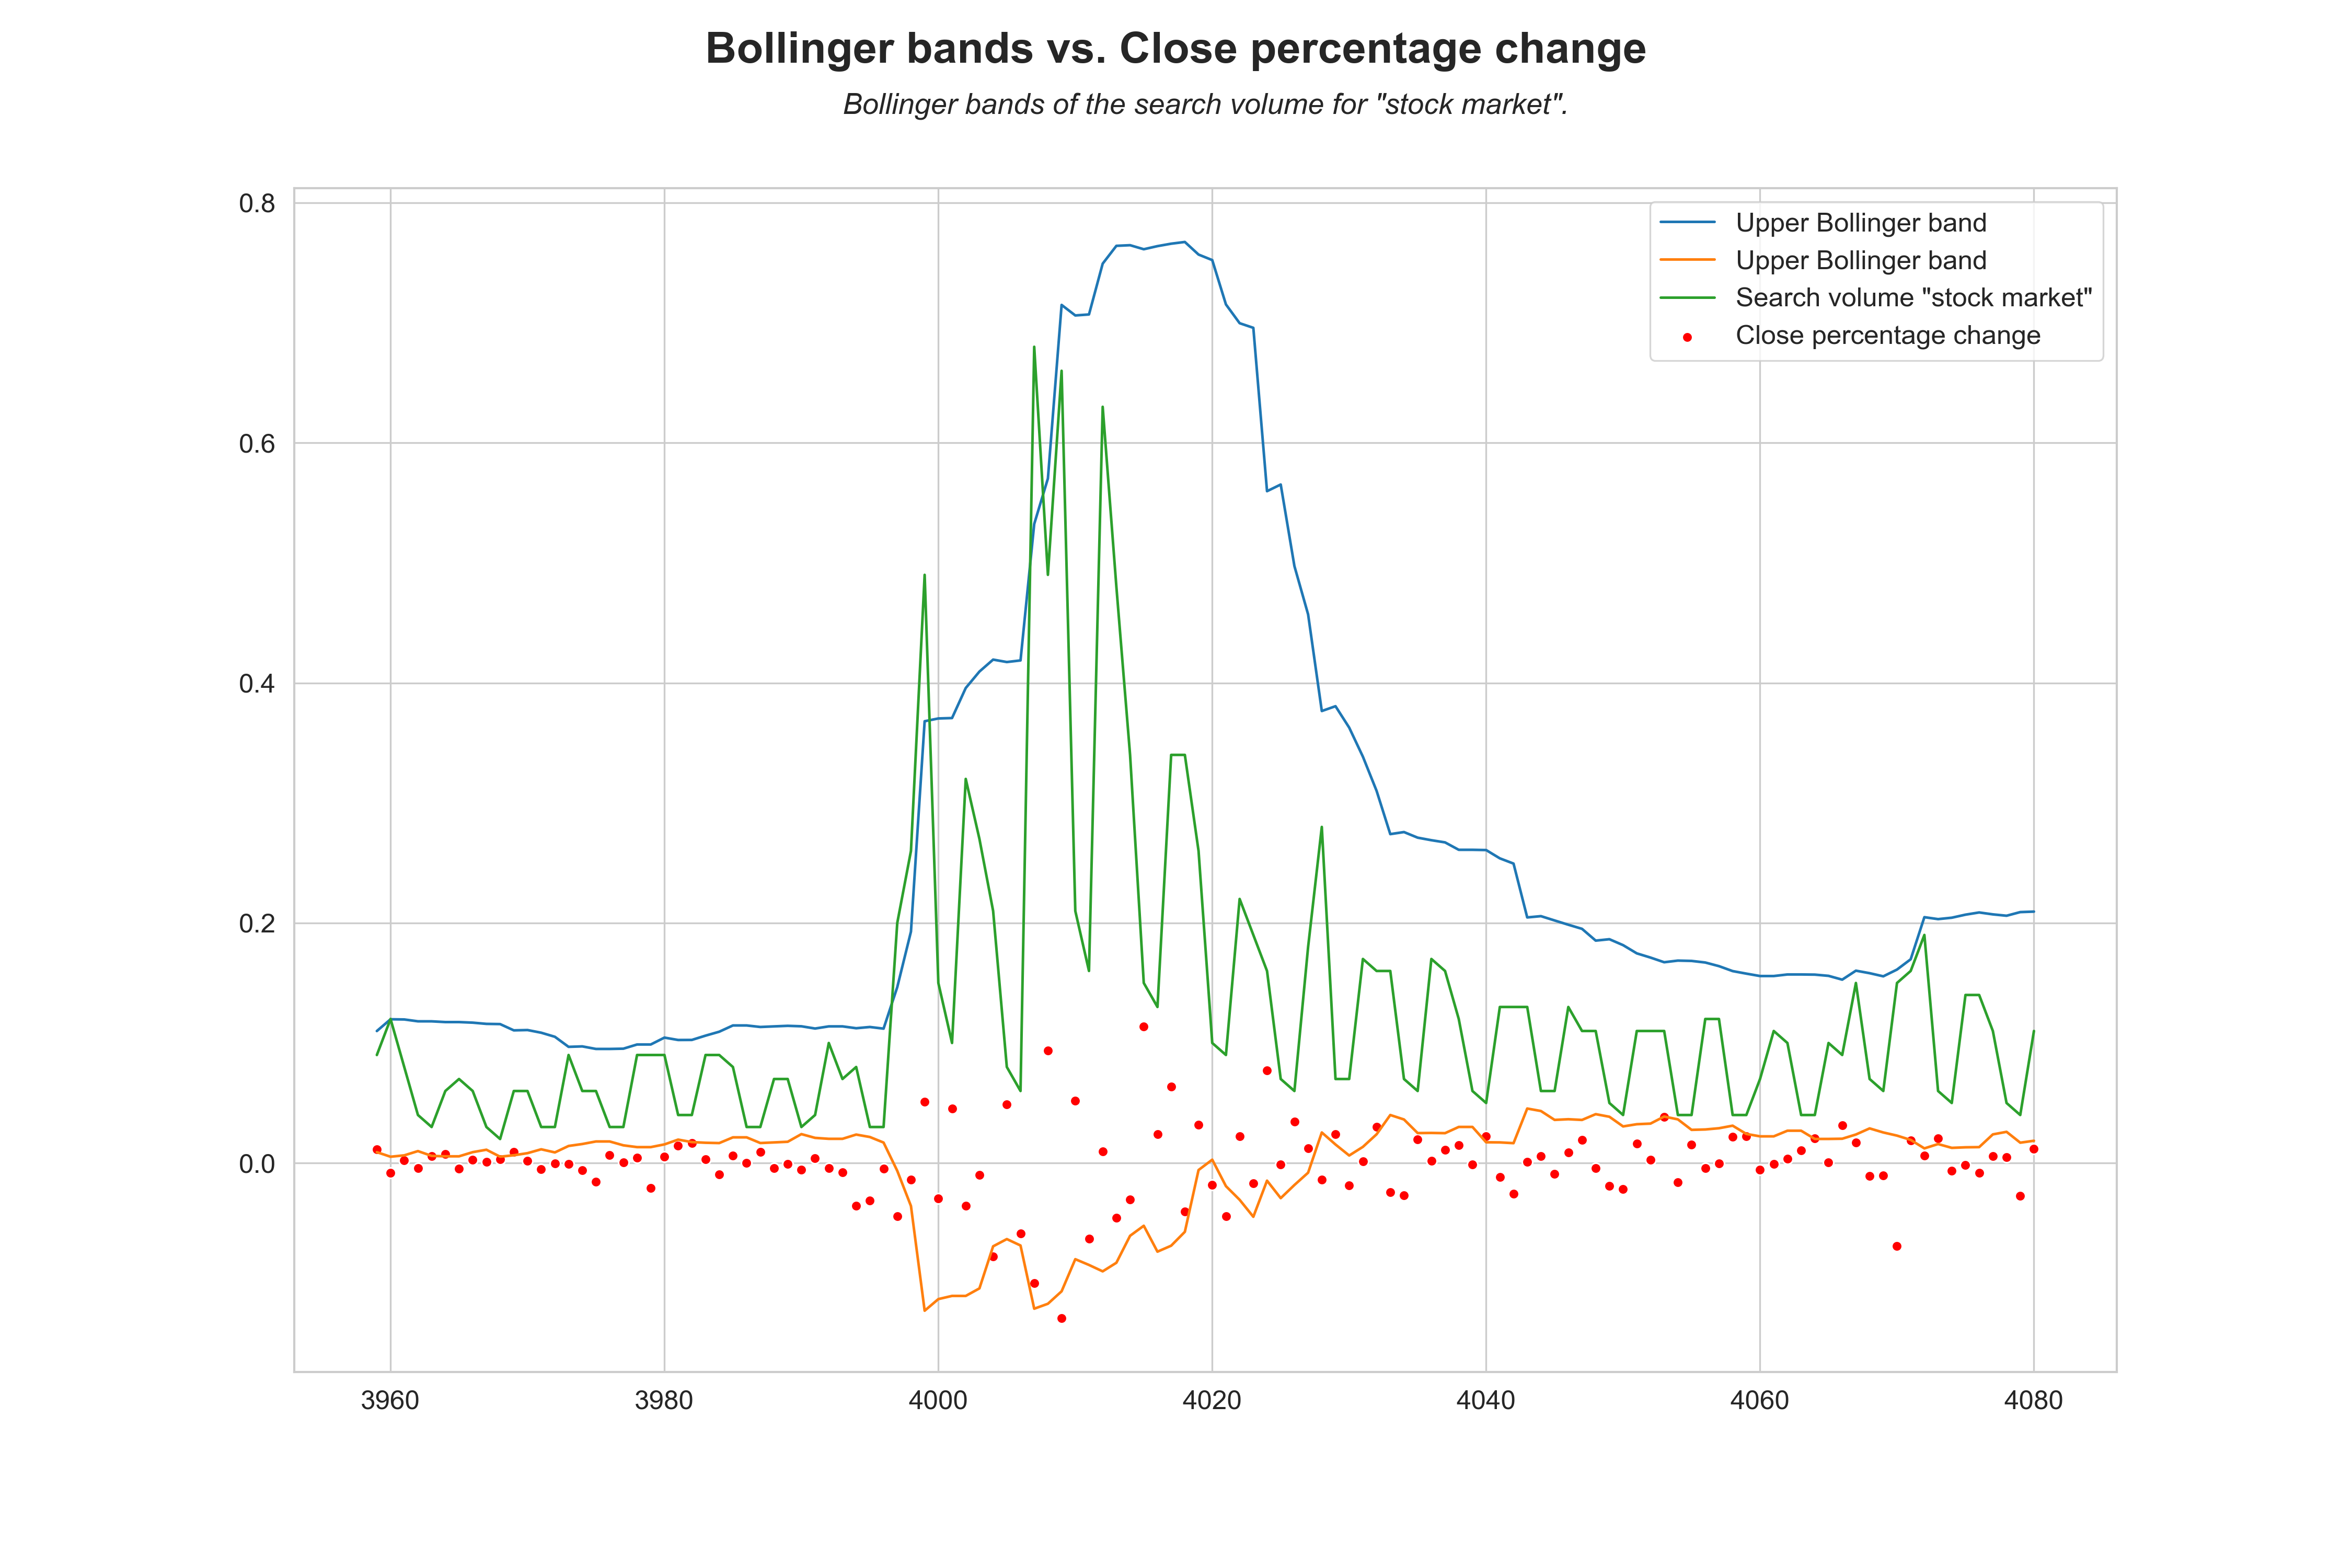 Bollinger bands vs. Close percentage change
Bollinger bands of the search volume for "stock market".
0.8
0.6
0.4
0.2
0.0
Upper Bollinger band
Upper Bollinger band
Search volume "stock market"
Close percentage change
3960
3980
4000
4020
4040
4060
4080